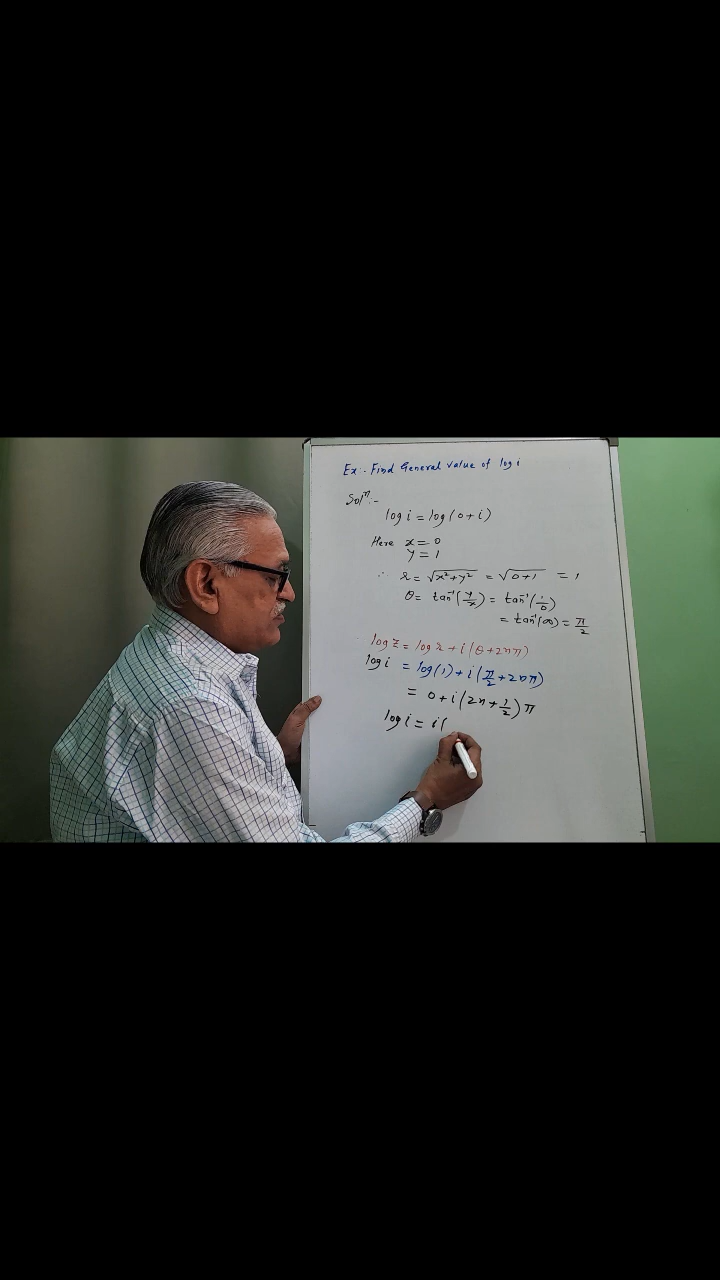 Ex:- Find General value of log i
Solⁿ:-
log i = log(0+i)
Here x = 0
y = 1
∴ r = √x²+y² = √0+1 = 1
θ = tan⁻¹(y/x) = tan⁻¹(1/0)
= tan⁻¹(∞) = π/2
log z = log r + i(θ+2nπ)
log i = log(1) + i(π/2+2nπ)
= 0 + i(2n+1/2)π
log i = i(